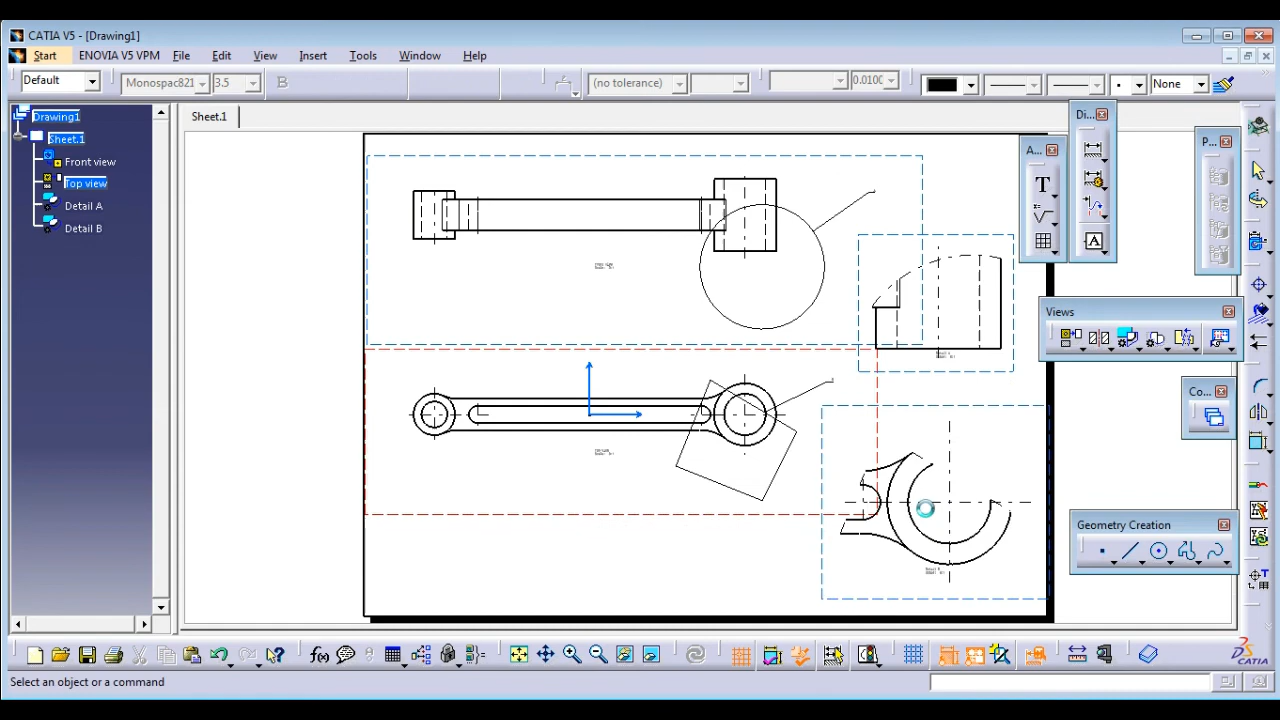 CATIA V5 - [Drawing1]
Start ENOVIA V5 VPM File Edit View Insert Tools Window Help
Default Monospac821 3.5 B (no tolerance) 0.0100 None
Sheet.1
Drawing1
Sheet.1
Front view
Top view
Detail A
Detail B
A...
Di...
P...
T
A
Views
Co...
Geometry Creation
f(x)
CATIA
Select an object or a command